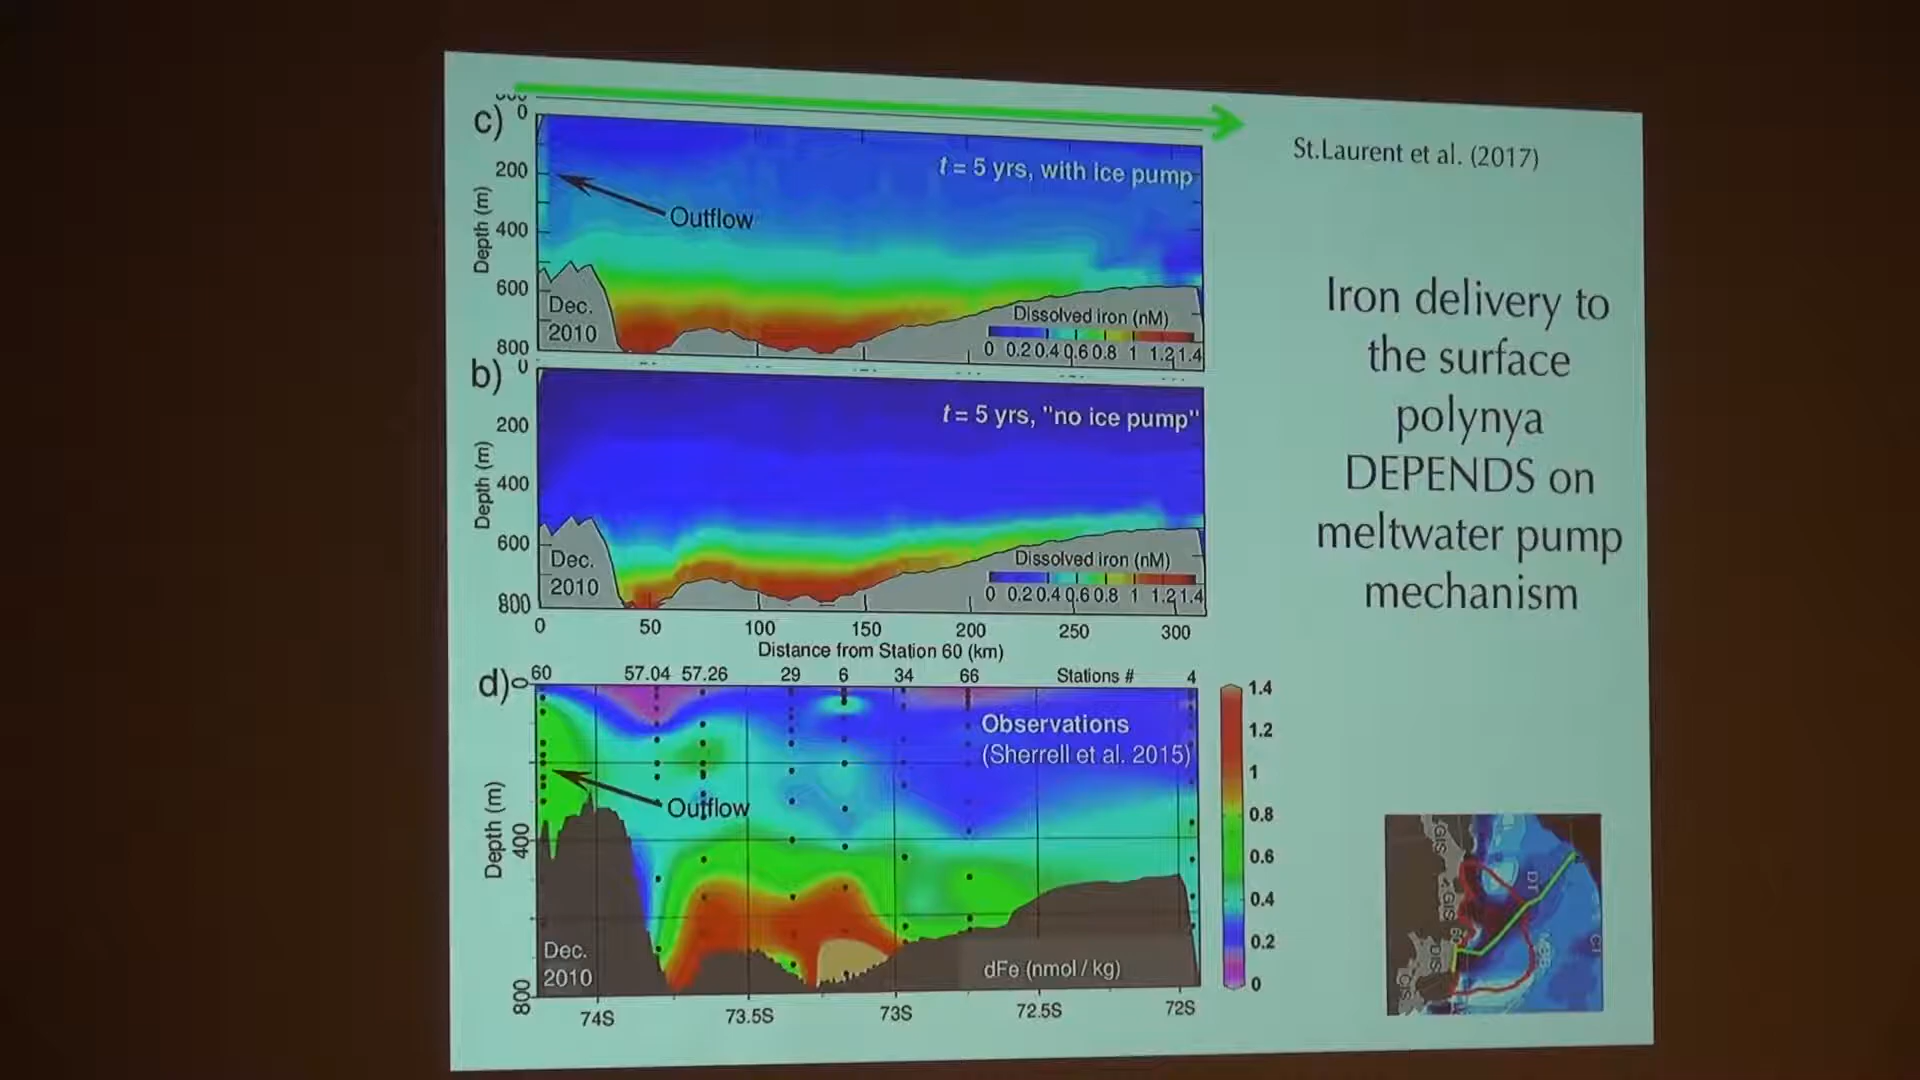 c)
0
200
400
600
800
Depth (m)
t = 5 yrs, with ice pump
Outflow
Dec.
2010
Dissolved iron (nM)
0 0.2 0.4 0.6 0.8 1 1.2 1.4
b)
0
200
400
600
800
Depth (m)
t = 5 yrs, "no ice pump"
Dec.
2010
Dissolved iron (nM)
0 0.2 0.4 0.6 0.8 1 1.2 1.4
0 50 100 150 200 250 300
Distance from Station 60 (km)
60 57.04 57.26 29 6 34 66 Stations # 4
d)
0
400
800
Depth (m)
Observations
(Sherrell et al. 2015)
Outflow
Dec.
2010
dFe (nmol / kg)
74S 73.5S 73S 72.5S 72S
1.4
1.2
1
0.8
0.6
0.4
0.2
0
St.Laurent et al. (2017)
Iron delivery to
the surface
polynya
DEPENDS on
meltwater pump
mechanism
GIS
GIS
DIS
CIS
60
DT